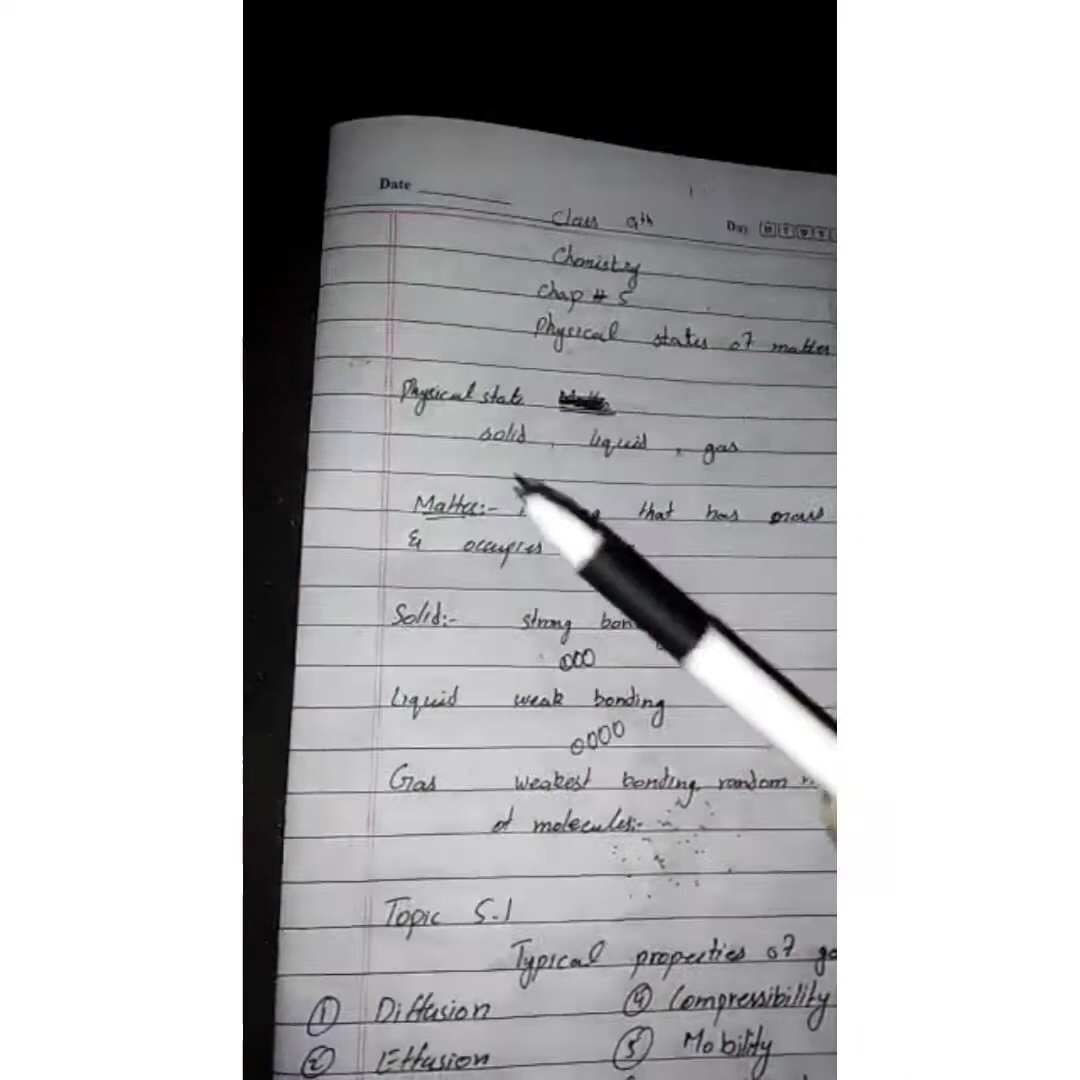 Date
Class 9th
Day
Chemistry
Chap # 5
Physical states of matter
Physical state
solid, liquid, gas
Matter:- that has mass
& occupies
Solid:- strong
Liquid weak bonding
Gas weakest bonding, random
of molecules:-
Topic 5.1
Typical properties of
① Diffusion ④ Compressibility
② Effusion ⑤ Mobility